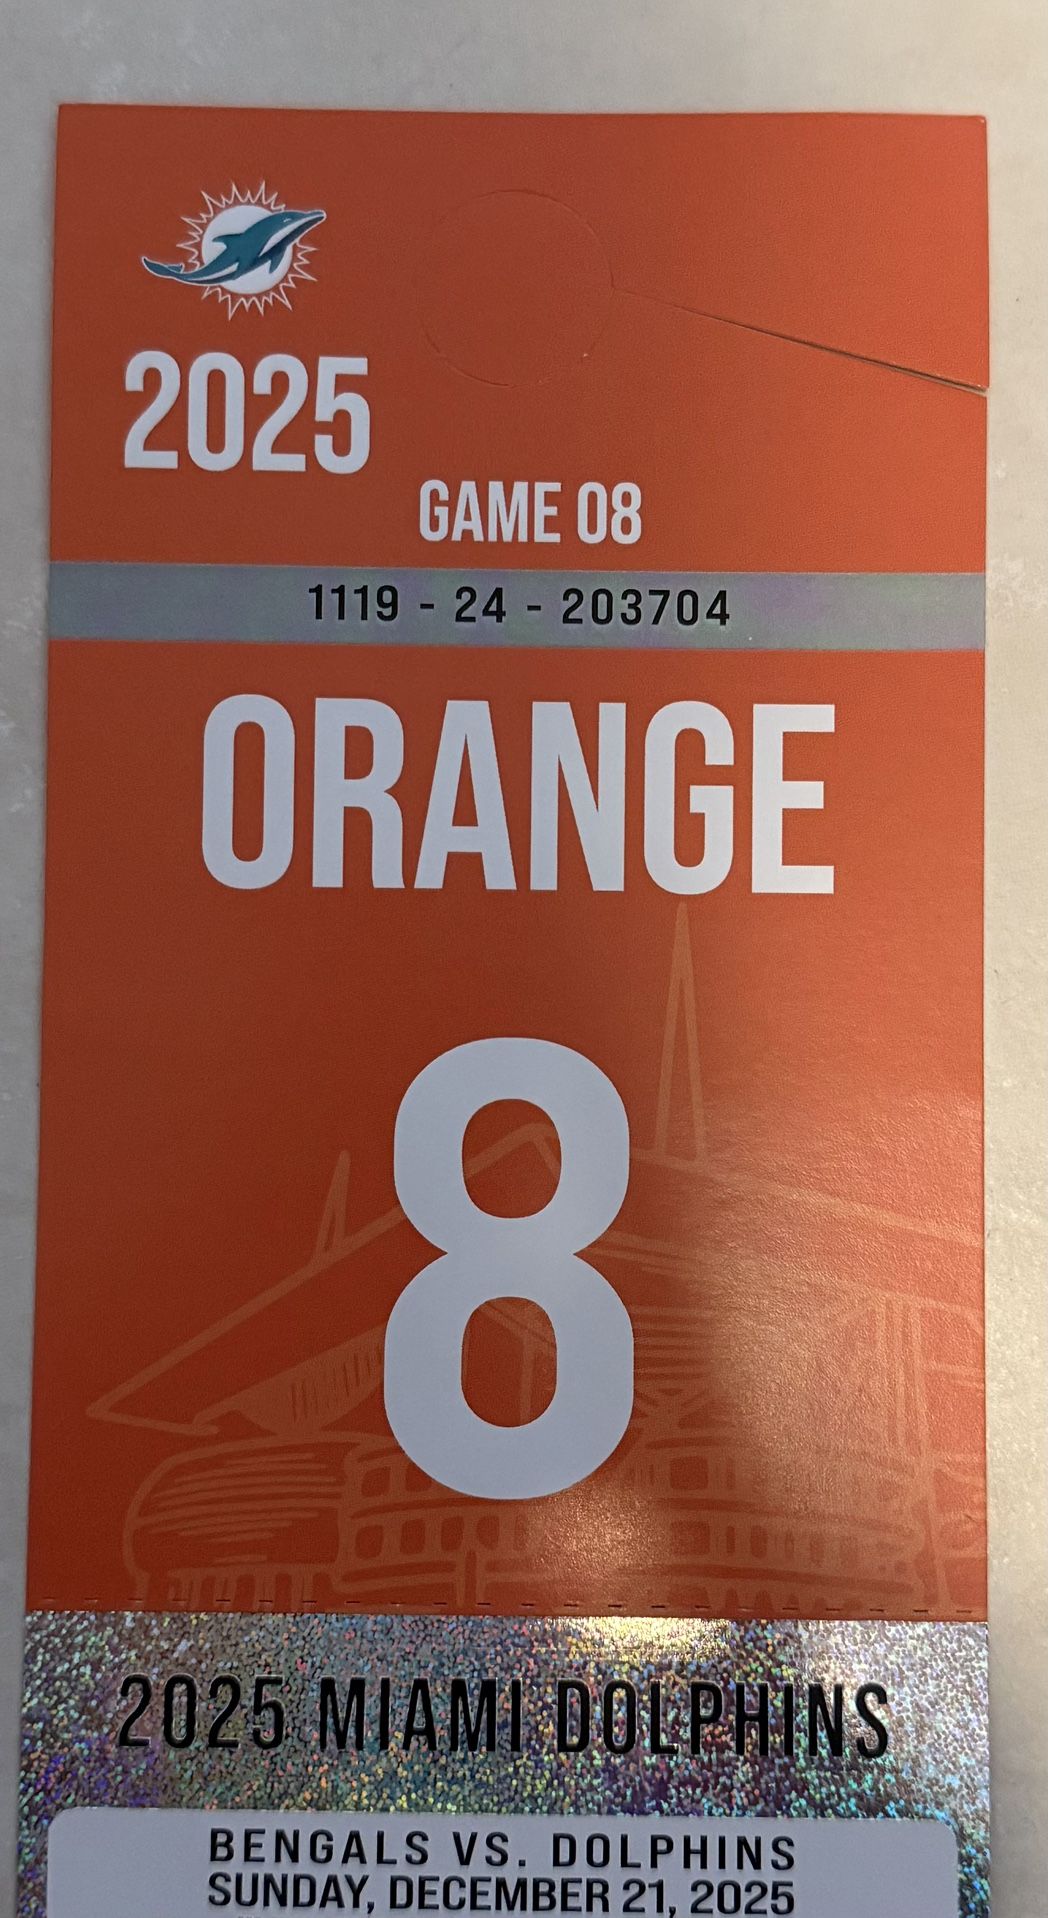 2025
GAME 08
1119 - 24 - 203704
ORANGE
8
2025 MIAMI DOLPHINS
BENGALS VS. DOLPHINS
SUNDAY, DECEMBER 21, 2025